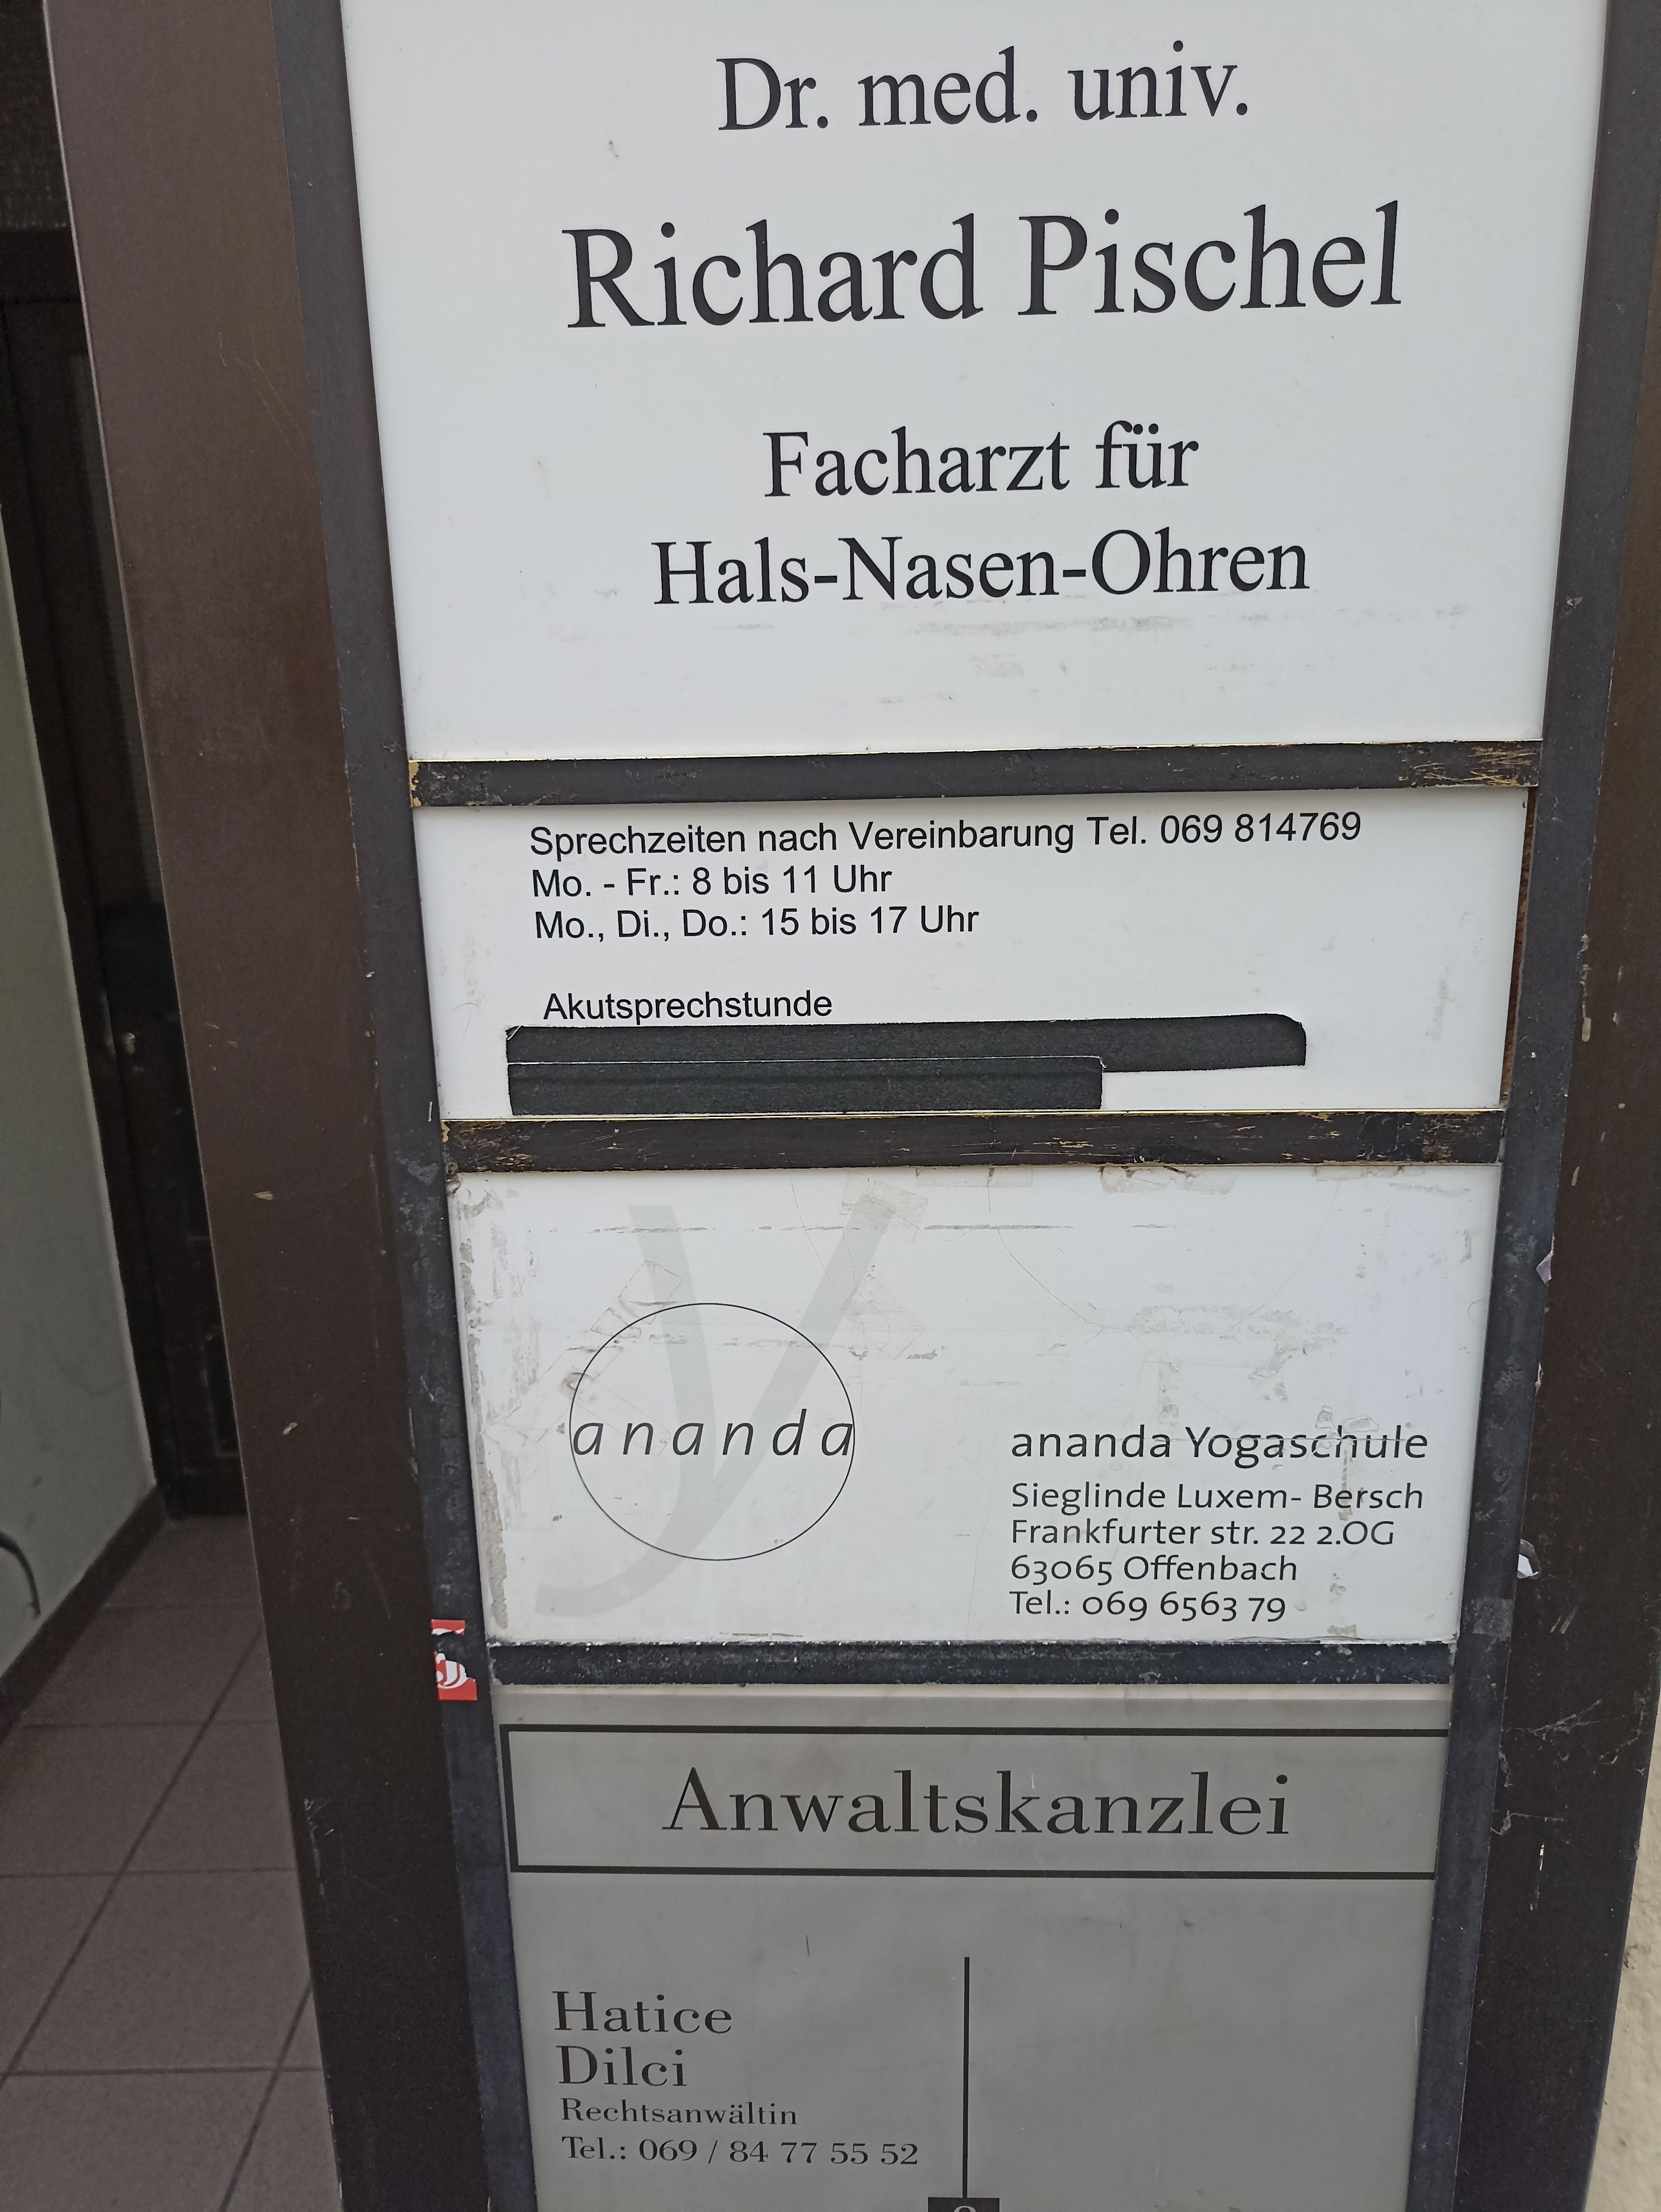 Dr. med. univ.
Richard Pischel
Facharzt für
Hals-Nasen-Ohren
Sprechzeiten nach Vereinbarung Tel. 069 814769
Mo. - Fr.: 8 bis 11 Uhr
Mo., Di., Do.: 15 bis 17 Uhr
Akutsprechstunde
y
ananda
ananda Yogaschule
Sieglinde Luxem- Bersch
Frankfurter str. 22 2.OG
63065 Offenbach
Tel.: 069 6563 79
Anwaltskanzlei
Hatice
Dilci
Rechtsanwältin
Tel.: 069 / 84 77 55 52